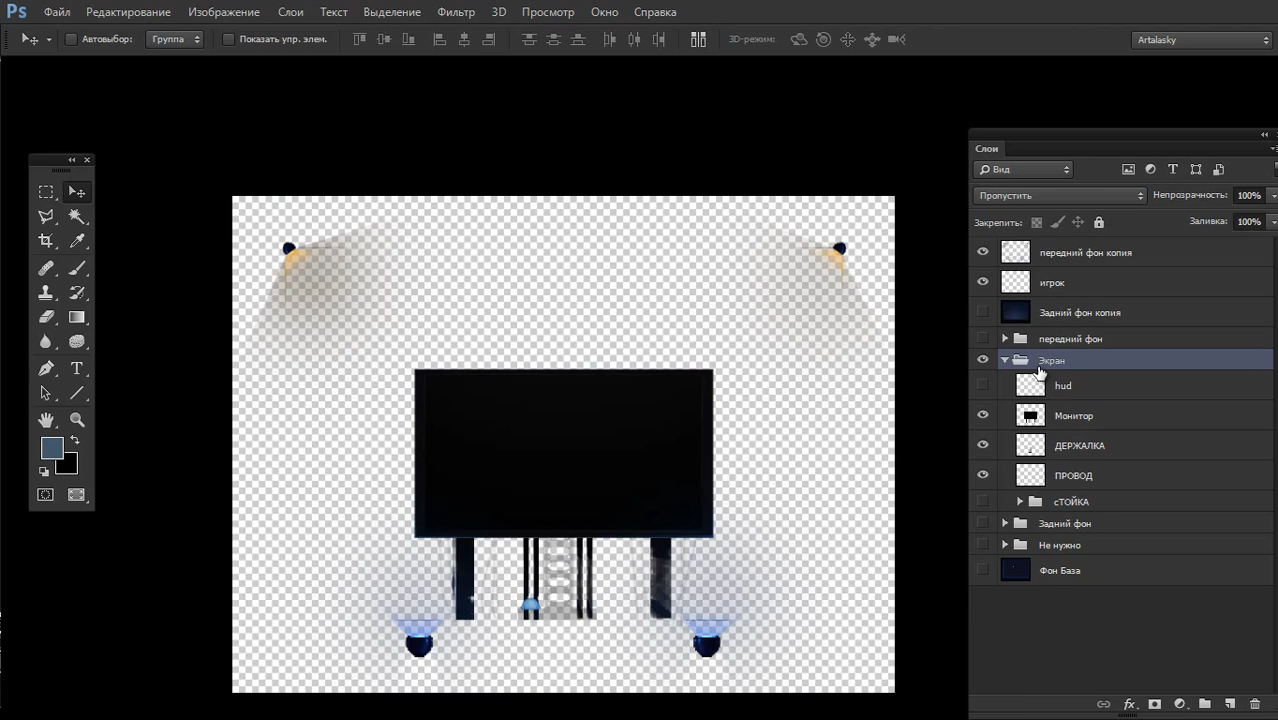 Ps Файл Редактирование Изображение Слои Текст Выделение Фильтр 3D Просмотр Окно Справка
Автовыбор: Группа Показать упр. элем. 3D-режим: Artalasky
Слои
Вид
Пропустить Непрозрачность: 100%
Закрепить: Заливка: 100%
передний фон копия
игрок
Задний фон копия
передний фон
Экран
hud
Монитор
ДЕРЖАЛКА
ПРОВОД
сТОЙКА
Задний фон
Не нужно
Фон База